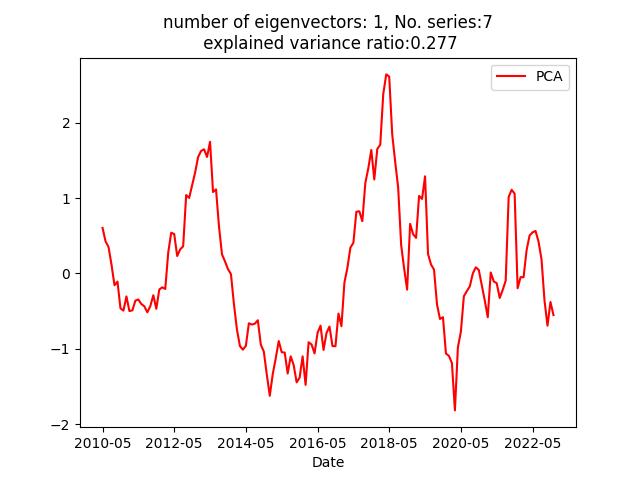 number of eigenvectors: 1, No. series:7
explained variance ratio:0.277
PCA
2
1
0
−1
−2
2010-05 2012-05 2014-05 2016-05 2018-05 2020-05 2022-05
Date